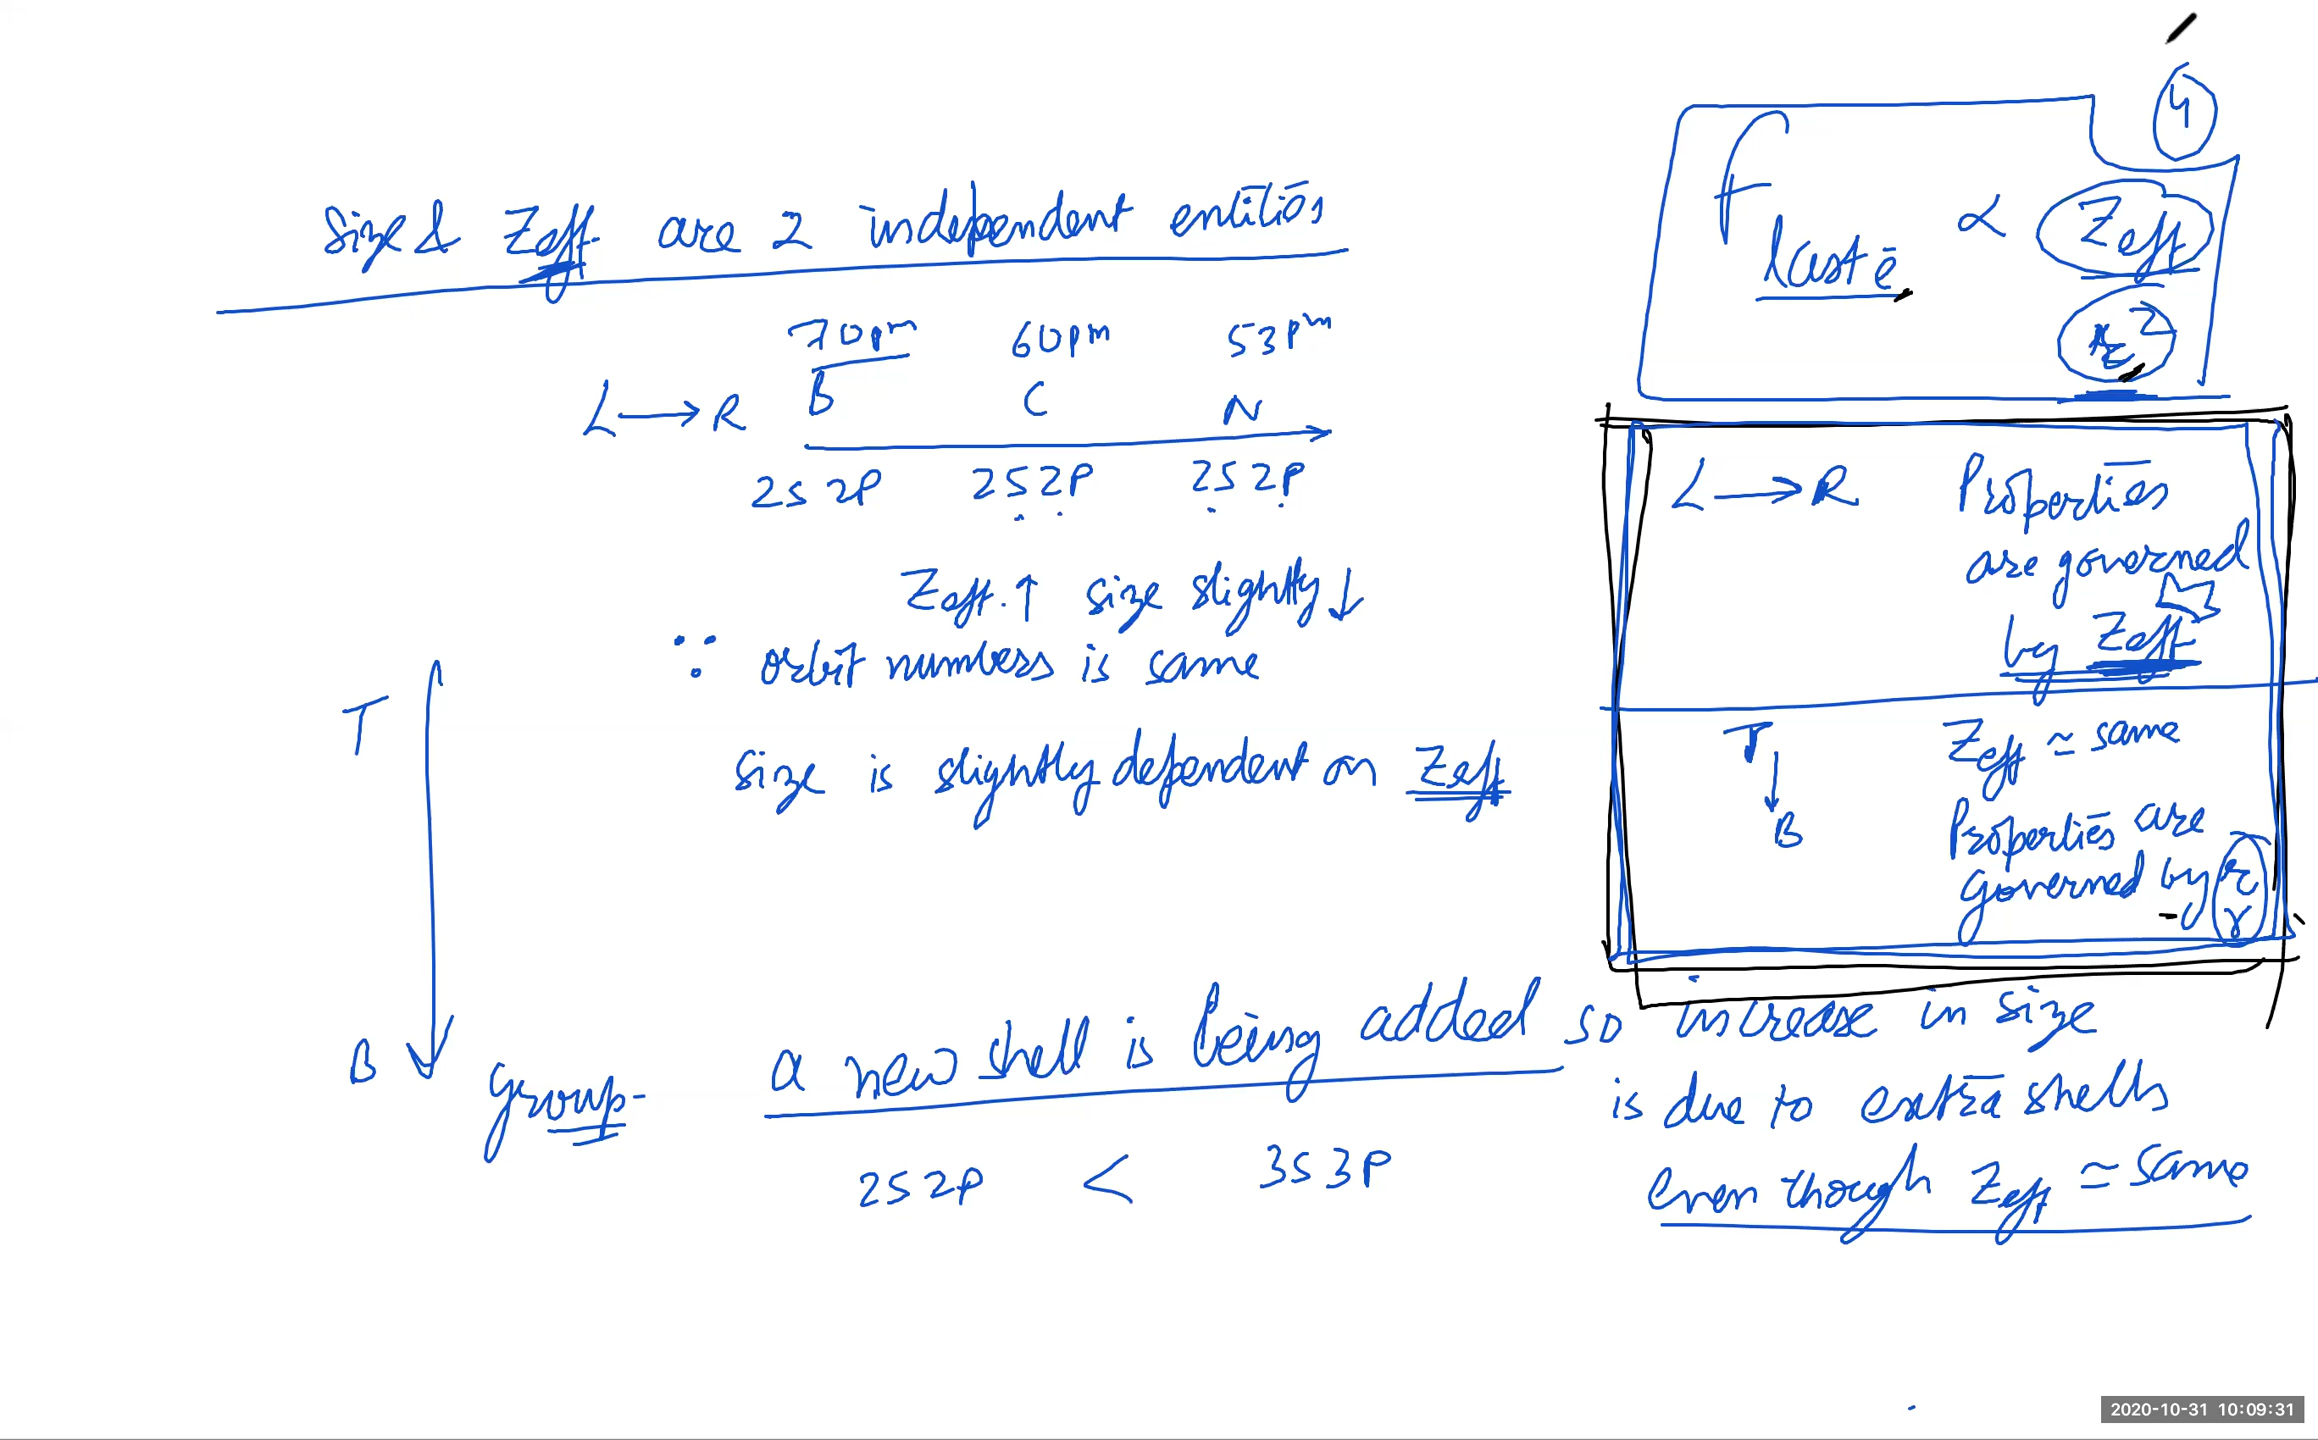 4
Size & Zeff are 2 independent entities
F last e ∝ Zeff
r²
70pm 60pm 53pm
L → R B C N
2s 2p 2s 2p 2s 2p
Zeff. ↑ size slightly ↓
∵ orbit numbers is same
size is slightly dependent on Zeff
L → R Properties
are governed
by Zeff
T
↓
B
Zeff ≃ same
Properties are
governed by r
r
T
B
group- a new shell is being added so increase in size
is due to extra shells
2s 2p < 3s 3p
even though Zeff ≃ same
2020-10-31 10:09:31